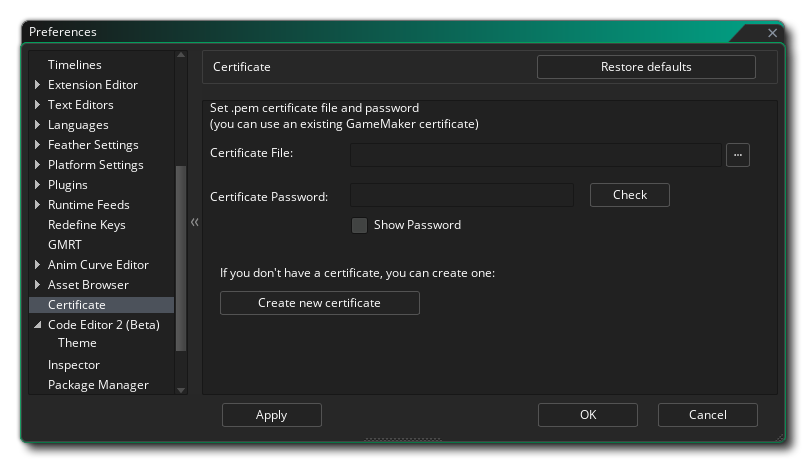 Preferences
Timelines
Extension Editor
Text Editors
Languages
Feather Settings
Platform Settings
Plugins
Runtime Feeds
Redefine Keys
GMRT
Anim Curve Editor
Asset Browser
Certificate
Code Editor 2 (Beta)
Theme
Inspector
Package Manager
Certificate
Restore defaults
Set .pem certificate file and password
(you can use an existing GameMaker certificate)
Certificate File:
...
Certificate Password:
Check
Show Password
If you don't have a certificate, you can create one:
Create new certificate
Apply
OK
Cancel